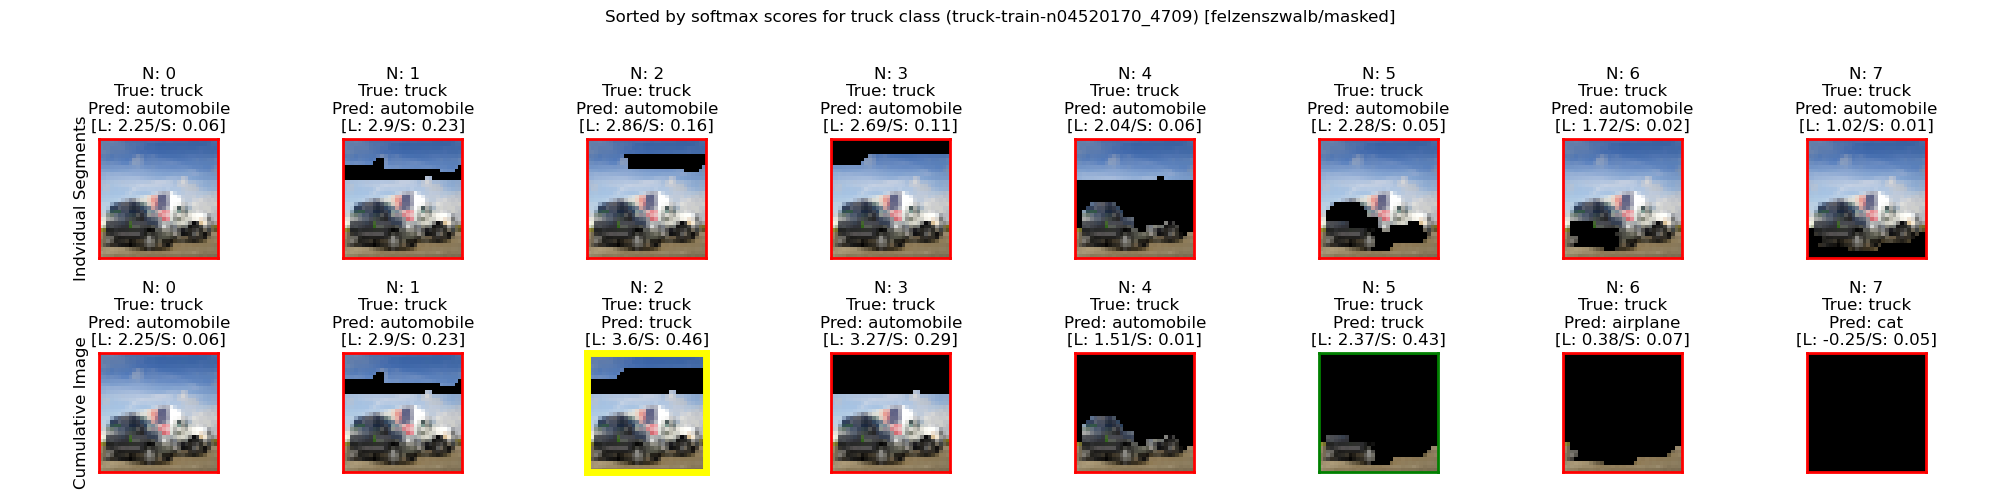 Sorted by softmax scores for truck class (truck-train-n04520170_4709) [felzenszwalb/masked]
Indvidual Segments
N: 0
True: truck
Pred: automobile
[L: 2.25/S: 0.06]
N: 1
True: truck
Pred: automobile
[L: 2.9/S: 0.23]
N: 2
True: truck
Pred: automobile
[L: 2.86/S: 0.16]
N: 3
True: truck
Pred: automobile
[L: 2.69/S: 0.11]
N: 4
True: truck
Pred: automobile
[L: 2.04/S: 0.06]
N: 5
True: truck
Pred: automobile
[L: 2.28/S: 0.05]
N: 6
True: truck
Pred: automobile
[L: 1.72/S: 0.02]
N: 7
True: truck
Pred: automobile
[L: 1.02/S: 0.01]
Cumulative Image
N: 0
True: truck
Pred: automobile
[L: 2.25/S: 0.06]
N: 1
True: truck
Pred: automobile
[L: 2.9/S: 0.23]
N: 2
True: truck
Pred: truck
[L: 3.6/S: 0.46]
N: 3
True: truck
Pred: automobile
[L: 3.27/S: 0.29]
N: 4
True: truck
Pred: automobile
[L: 1.51/S: 0.01]
N: 5
True: truck
Pred: truck
[L: 2.37/S: 0.43]
N: 6
True: truck
Pred: airplane
[L: 0.38/S: 0.07]
N: 7
True: truck
Pred: cat
[L: -0.25/S: 0.05]